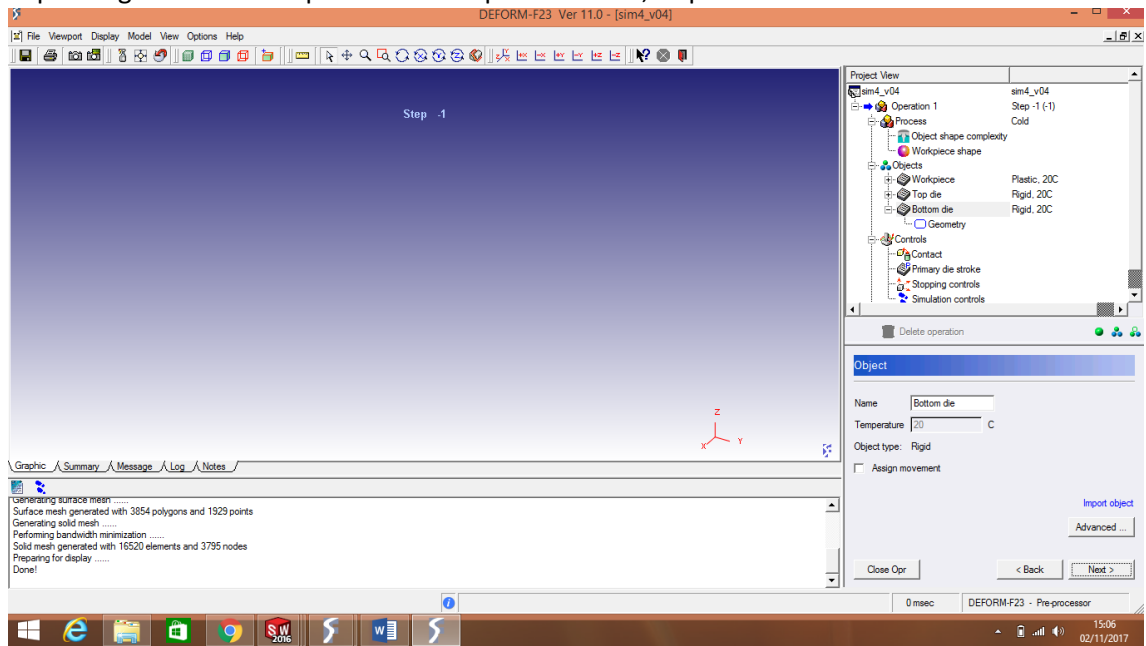 DEFORM-F23 Ver 11.0 - [sim4_v04]
File Viewport Display Model View Options Help
Step -1
Z
X Y
Graphic Summary Message Log Notes
Generating surface mesh ......
Surface mesh generated with 3854 polygons and 1929 points
Generating solid mesh ......
Performing bandwidth minimization ......
Solid mesh generated with 16520 elements and 3795 nodes
Preparing for display ......
Done!
Project View
sim4_v04 sim4_v04
Operation 1 Step -1 (-1)
Process Cold
Object shape complexity
Workpiece shape
Objects
Workpiece Plastic, 20C
Top die Rigid, 20C
Bottom die Rigid, 20C
Geometry
Controls
Contact
Primary die stroke
Stopping controls
Simulation controls
Delete operation
Object
Name Bottom die
Temperature 20 C
Object type: Rigid
Assign movement
Import object
Advanced ...
Close Opr < Back Next >
0 msec DEFORM-F23 - Pre-processor
SW 2016
15:06
02/11/2017